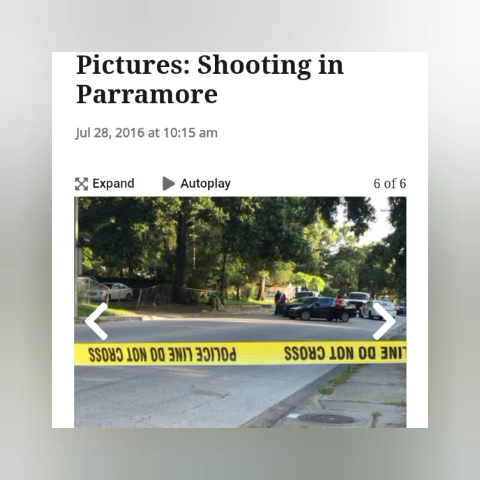 Pictures: Shooting in
Parramore
Jul 28, 2016 at 10:15 am
Expand Autoplay 6 of 6
POLICE LINE DO NOT CROSS LINE DO NOT CROSS